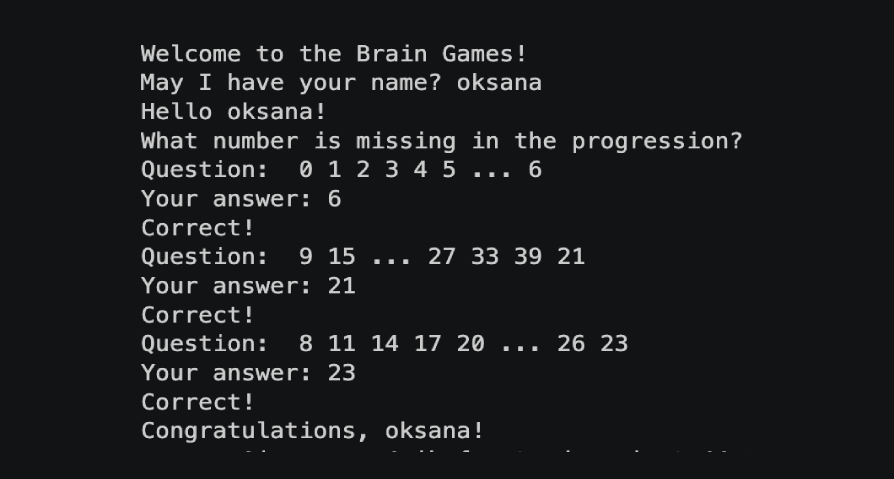 Welcome to the Brain Games!
May I have your name? oksana
Hello oksana!
What number is missing in the progression?
Question:  0 1 2 3 4 5 ... 6
Your answer: 6
Correct!
Question:  9 15 ... 27 33 39 21
Your answer: 21
Correct!
Question:  8 11 14 17 20 ... 26 23
Your answer: 23
Correct!
Congratulations, oksana!